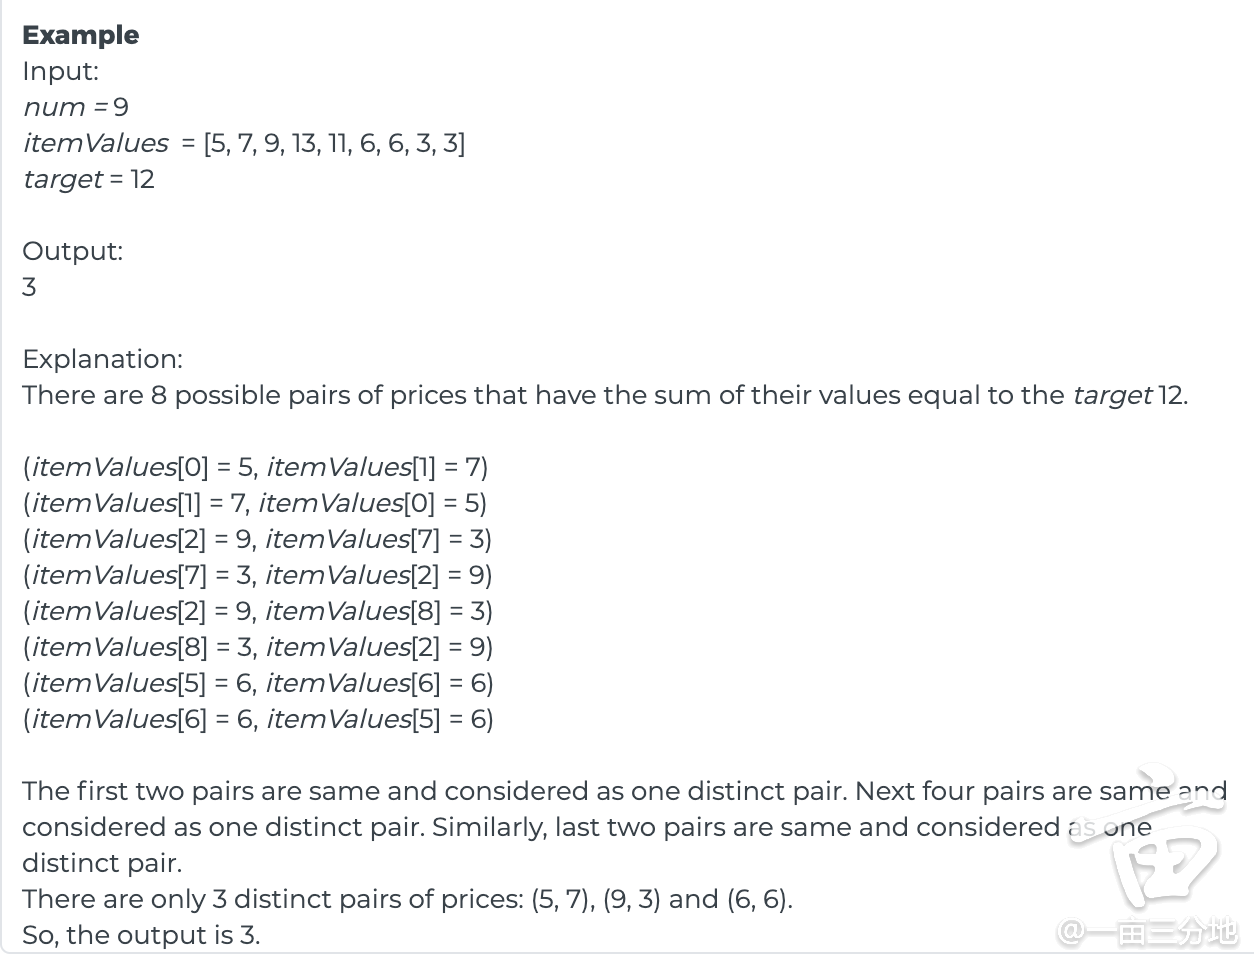 Example
Input:
num = 9
itemValues = [5, 7, 9, 13, 11, 6, 6, 3, 3]
target = 12
Output:
3
Explanation:
There are 8 possible pairs of prices that have the sum of their values equal to the target 12.
(itemValues[0] = 5, itemValues[1] = 7)
(itemValues[1] = 7, itemValues[0] = 5)
(itemValues[2] = 9, itemValues[7] = 3)
(itemValues[7] = 3, itemValues[2] = 9)
(itemValues[2] = 9, itemValues[8] = 3)
(itemValues[8] = 3, itemValues[2] = 9)
(itemValues[5] = 6, itemValues[6] = 6)
(itemValues[6] = 6, itemValues[5] = 6)
The first two pairs are same and considered as one distinct pair. Next four pairs are same and
considered as one distinct pair. Similarly, last two pairs are same and considered as one
distinct pair.
There are only 3 distinct pairs of prices: (5, 7), (9, 3) and (6, 6).
So, the output is 3.
@一亩三分地